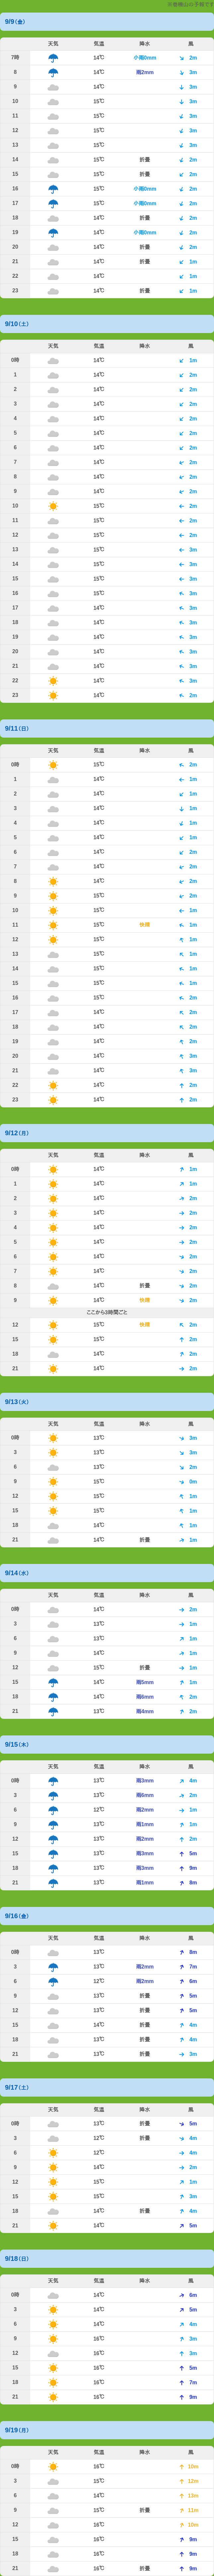 9/9(金)
天気 気温 降水 風
7時 14℃ 小雨0mm 2m
8 14℃ 雨2mm 3m
9 14℃ 3m
10 15℃ 3m
11 15℃ 3m
12 15℃ 3m
13 15℃ 3m
14 15℃ 折畳 2m
15 15℃ 折畳 2m
16 15℃ 小雨0mm 2m
17 15℃ 小雨0mm 2m
18 14℃ 折畳 2m
19 14℃ 小雨0mm 2m
20 14℃ 折畳 2m
21 14℃ 折畳 1m
22 14℃ 1m
23 14℃ 折畳 1m
9/10(土)
天気 気温 降水 風
0時 14℃ 1m
1 14℃ 2m
2 14℃ 2m
3 14℃ 2m
4 14℃ 2m
5 14℃ 2m
6 14℃ 2m
7 14℃ 2m
8 14℃ 2m
9 14℃ 2m
10 15℃ 2m
11 15℃ 2m
12 15℃ 2m
13 15℃ 3m
14 15℃ 3m
15 15℃ 3m
16 15℃ 3m
17 14℃ 3m
18 14℃ 3m
19 14℃ 3m
20 14℃ 3m
21 14℃ 3m
22 14℃ 3m
23 14℃ 2m
9/11(日)
天気 気温 降水 風
0時 15℃ 2m
1 14℃ 1m
2 14℃ 1m
3 14℃ 1m
4 14℃ 1m
5 14℃ 1m
6 14℃ 2m
7 14℃ 2m
8 14℃ 2m
9 15℃ 2m
10 15℃ 1m
11 15℃ 快晴 1m
12 15℃ 1m
13 15℃ 1m
14 15℃ 1m
15 15℃ 1m
16 15℃ 2m
17 14℃ 2m
18 14℃ 2m
19 14℃ 2m
20 14℃ 3m
21 14℃ 3m
22 14℃ 2m
23 14℃ 2m
9/12(月)
天気 気温 降水 風
0時 14℃ 1m
1 14℃ 1m
2 14℃ 2m
3 14℃ 2m
4 14℃ 2m
5 14℃ 2m
6 14℃ 2m
7 14℃ 2m
8 14℃ 折畳 2m
9 14℃ 快晴 2m
ここから3時間ごと
12 15℃ 快晴 2m
15 15℃ 2m
18 14℃ 2m
21 14℃ 2m
9/13(火)
天気 気温 降水 風
0時 13℃ 3m
3 13℃ 3m
6 13℃ 2m
9 15℃ 0m
12 15℃ 1m
15 15℃ 1m
18 14℃ 1m
21 14℃ 折畳 1m
9/14(水)
天気 気温 降水 風
0時 14℃ 2m
3 13℃ 1m
6 13℃ 1m
9 14℃ 1m
12 15℃ 折畳 1m
15 14℃ 雨5mm 1m
18 14℃ 雨6mm 2m
21 13℃ 雨4mm 2m
9/15(木)
天気 気温 降水 風
0時 13℃ 雨3mm 4m
3 13℃ 雨6mm 2m
6 12℃ 雨2mm 1m
9 13℃ 雨1mm 1m
12 13℃ 雨2mm 2m
15 13℃ 雨3mm 5m
18 13℃ 雨3mm 9m
21 13℃ 雨1mm 8m
9/16(金)
天気 気温 降水 風
0時 13℃ 8m
3 13℃ 雨2mm 7m
6 12℃ 雨2mm 6m
9 13℃ 折畳 5m
12 13℃ 折畳 5m
15 14℃ 折畳 4m
18 13℃ 折畳 4m
21 13℃ 折畳 3m
9/17(土)
天気 気温 降水 風
0時 13℃ 折畳 5m
3 12℃ 折畳 4m
6 12℃ 4m
9 14℃ 2m
12 15℃ 1m
15 15℃ 3m
18 14℃ 折畳 4m
21 14℃ 5m
9/18(日)
天気 気温 降水 風
0時 14℃ 6m
3 14℃ 5m
6 14℃ 4m
9 16℃ 3m
12 16℃ 3m
15 16℃ 5m
18 16℃ 7m
21 16℃ 9m
9/19(月)
天気 気温 降水 風
0時 16℃ 10m
3 15℃ 12m
6 14℃ 13m
9 15℃ 折畳 11m
12 16℃ 10m
15 16℃ 9m
18 16℃ 9m
21 16℃ 折畳 9m